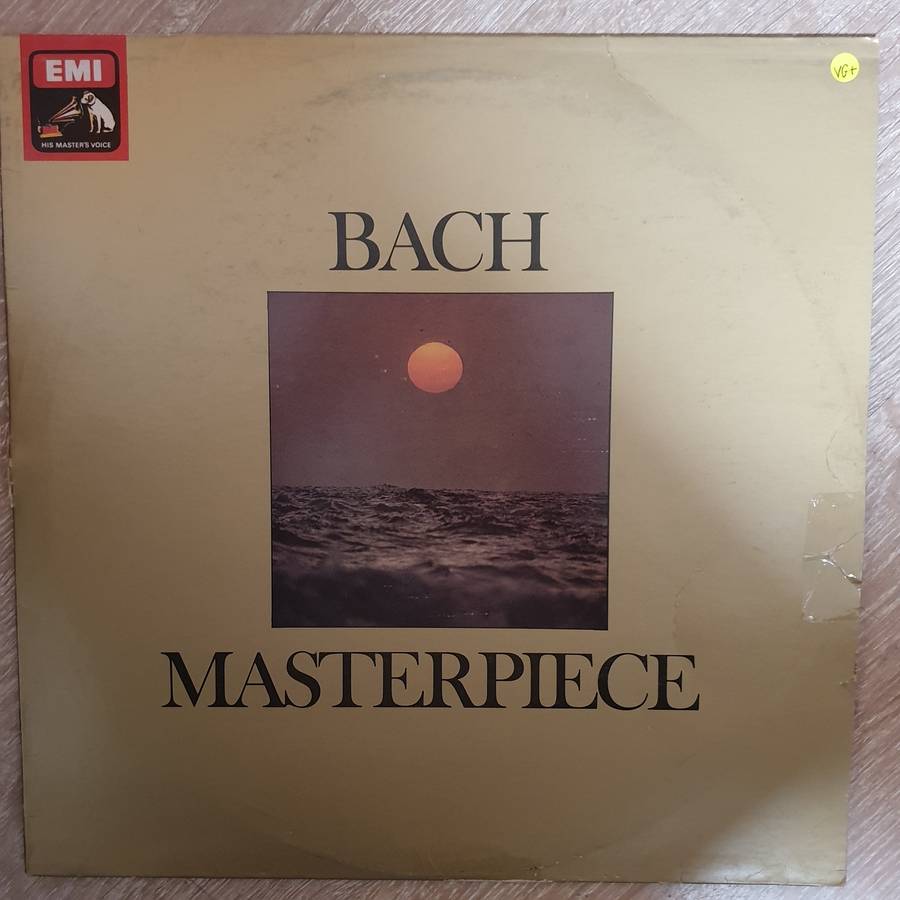 EMI
HIS MASTER'S VOICE
VG+
BACH
MASTERPIECE